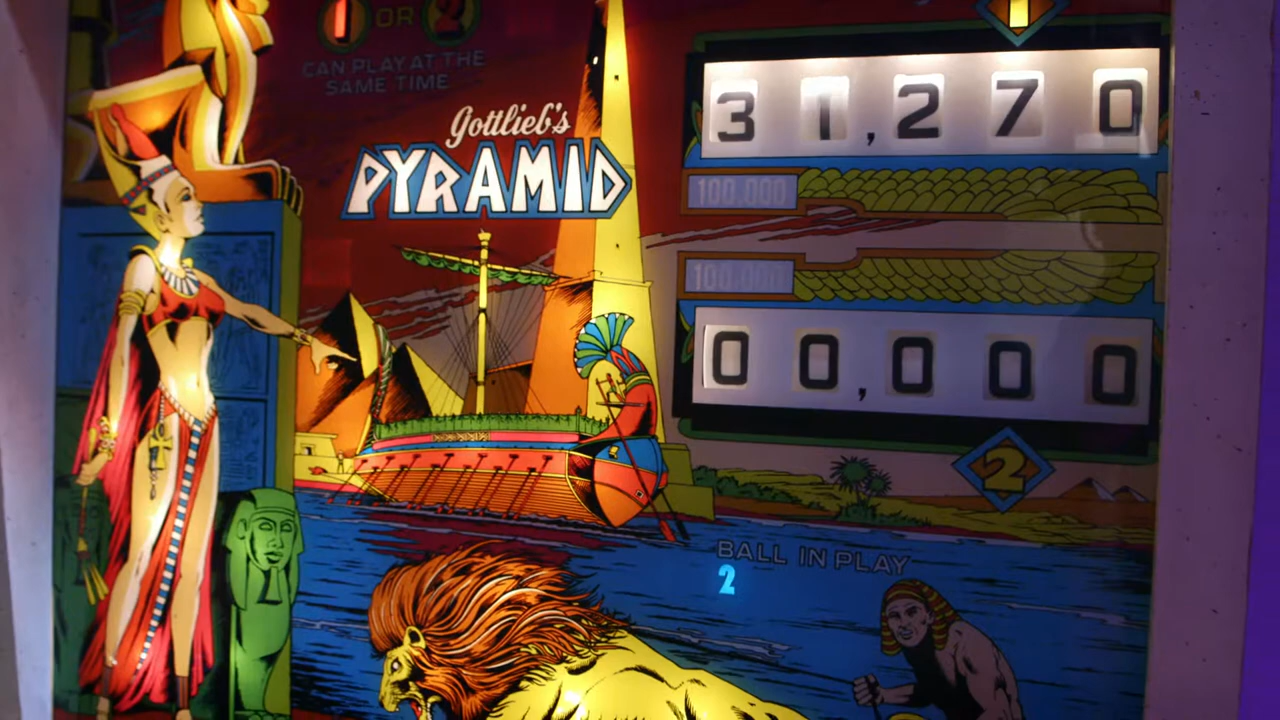 1 OR 2
CAN PLAY AT THE
SAME TIME
Gottlieb's
PYRAMID
1
31,270
100,000
100,000
00,000
2
BALL IN PLAY
2